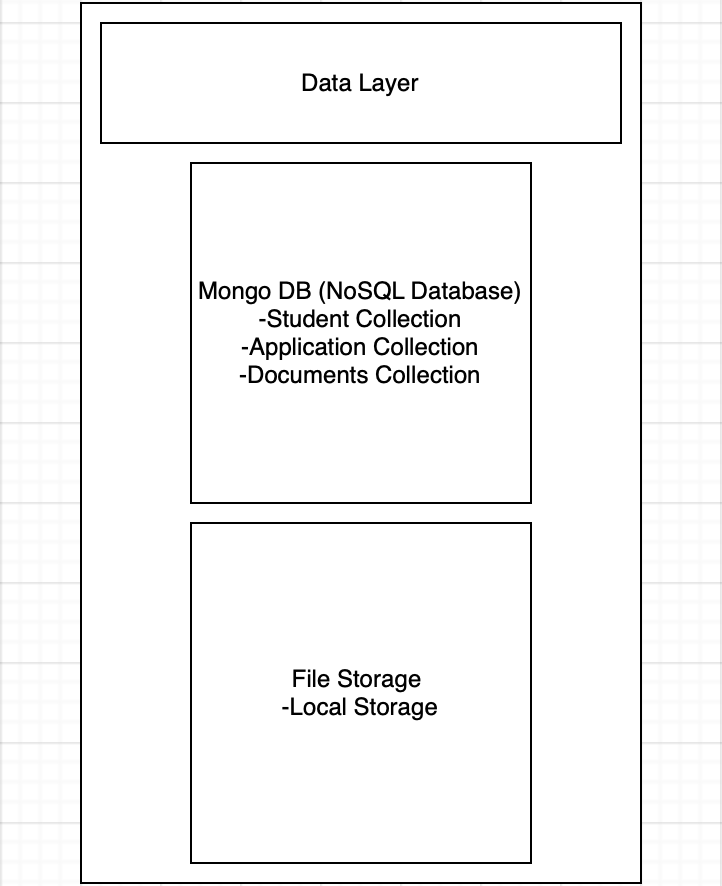 Data Layer
Mongo DB (NoSQL Database)
-Student Collection
-Application Collection
-Documents Collection
File Storage
-Local Storage